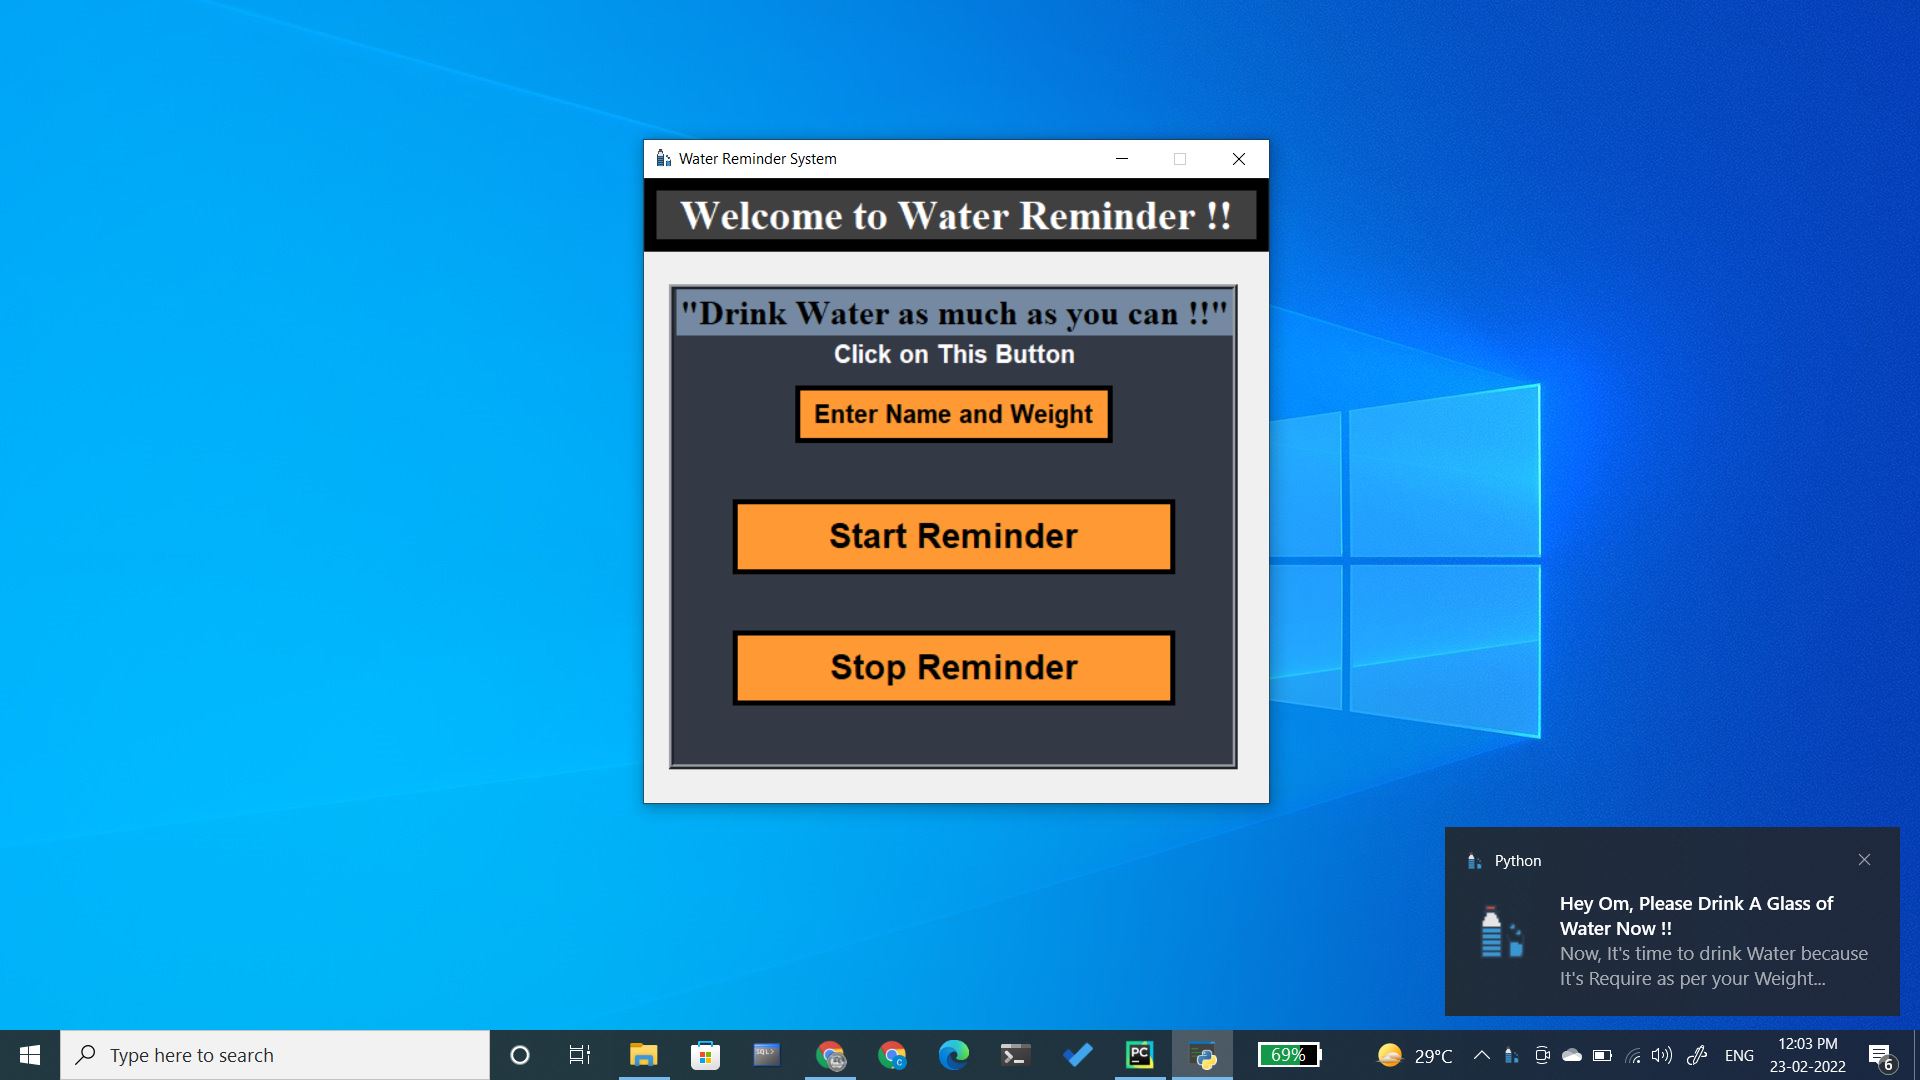 Water Reminder System
Welcome to Water Reminder !!
"Drink Water as much as you can !!"
Click on This Button
Enter Name and Weight
Start Reminder
Stop Reminder
Python
Hey Om, Please Drink A Glass of
Water Now !!
Now, It's time to drink Water because
It's Require as per your Weight...
Type here to search
SQL>
C
PC
69%
29°C
ENG
12:03 PM
23-02-2022
6